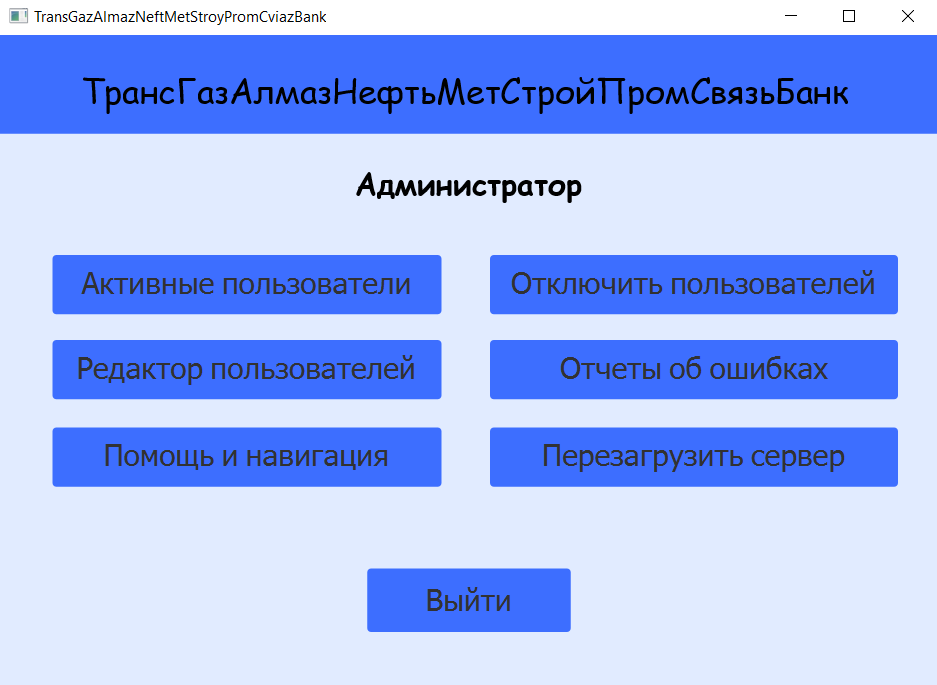 TransGazAlmazNeftMetStroyPromCviazBank
ТрансГазАлмазНефтьМетСтройПромСвязьБанк
Администратор
Активные пользователи
Отключить пользователей
Редактор пользователей
Отчеты об ошибках
Помощь и навигация
Перезагрузить сервер
Выйти